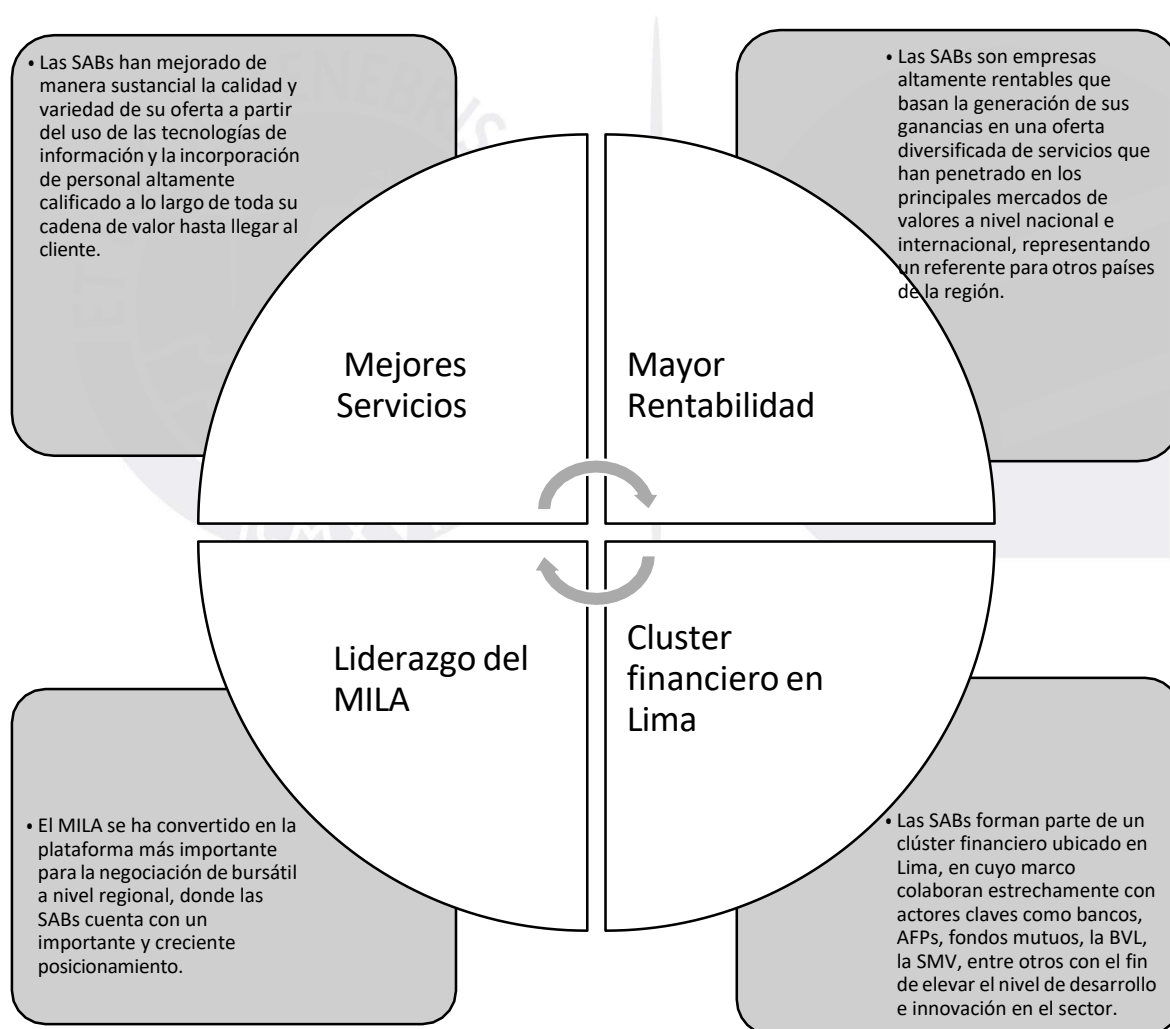 • Las SABs han mejorado de
manera sustancial la calidad y
variedad de su oferta a partir
del uso de las tecnologías de
información y la incorporación
de personal altamente
calificado a lo largo de toda su
cadena de valor hasta llegar al
cliente.
• Las SABs son empresas
altamente rentables que
basan la generación de sus
ganancias en una oferta
diversificada de servicios que
han penetrado en los
principales mercados de
valores a nivel nacional e
internacional, representando
un referente para otros países
de la región.
Mejores
Servicios
Mayor
Rentabilidad
Liderazgo del
MILA
Cluster
financiero en
Lima
• El MILA se ha convertido en la
plataforma más importante
para la negociación de bursátil
a nivel regional, donde las
SABs cuenta con un
importante y creciente
posicionamiento.
• Las SABs forman parte de un
clúster financiero ubicado en
Lima, en cuyo marco
colaboran estrechamente con
actores claves como bancos,
AFPs, fondos mutuos, la BVL,
la SMV, entre otros con el fin
de elevar el nivel de desarrollo
e innovación en el sector.